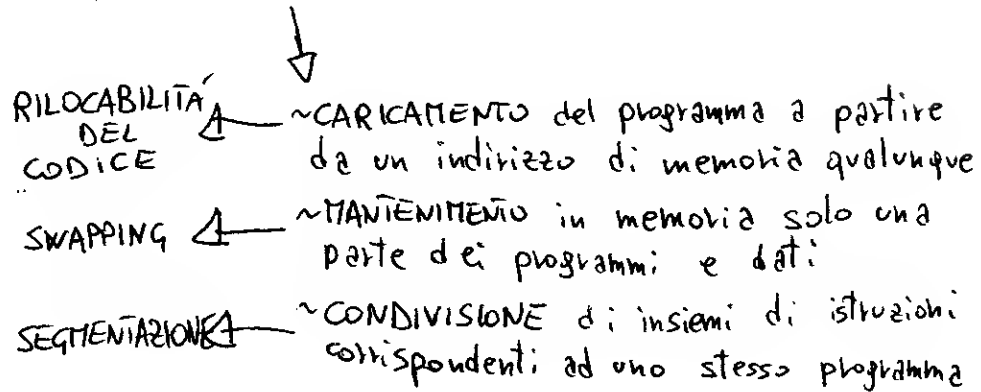 RILOCABILITÀ DEL CODICE
~CARICAMENTO del programma a partire
da un indirizzo di memoria qualunque
SWAPPING
~MANTENIMENTO in memoria solo una
parte dei programmi e dati
SEGMENTAZIONE
~CONDIVISIONE di insiemi di istruzioni
corrispondenti ad uno stesso programma